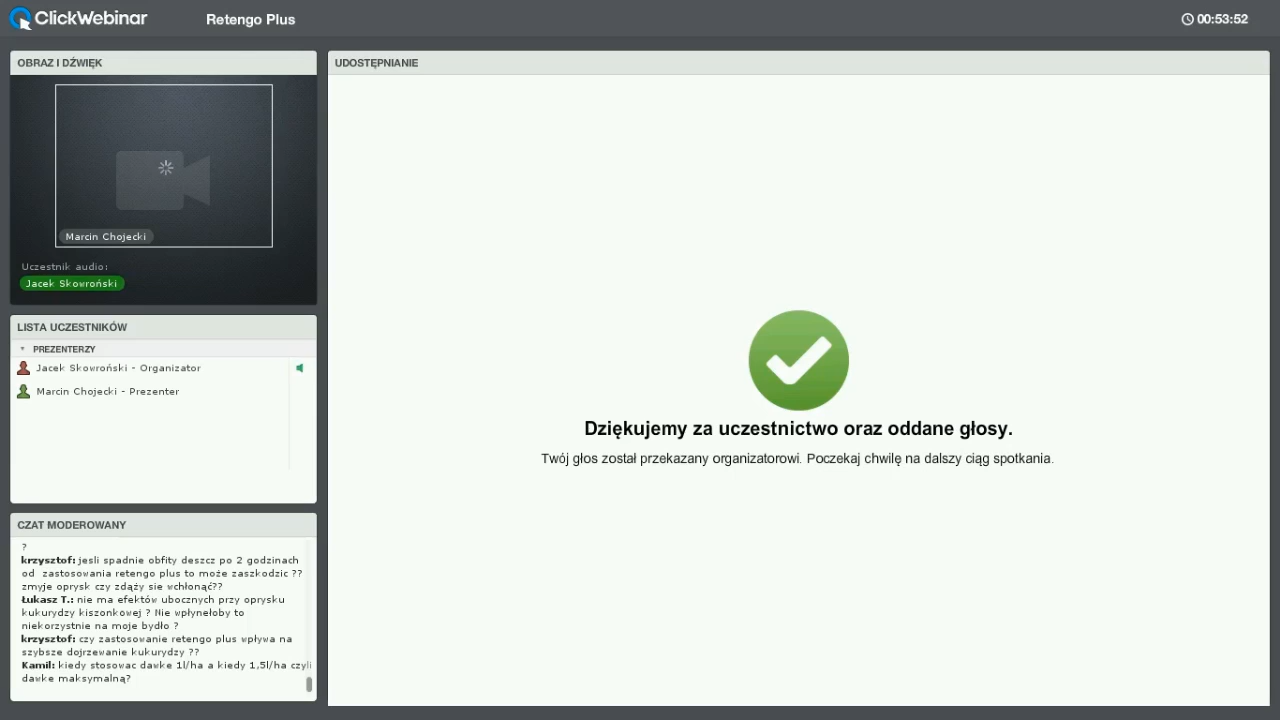 ClickWebinar
Retengo Plus
00:53:52
OBRAZ I DŹWIĘK
Marcin Chojecki
Uczestnik audio:
Jacek Skowroński
LISTA UCZESTNIKÓW
PREZENTERZY
Jacek Skowroński - Organizator
Marcin Chojecki - Prezenter
CZAT MODEROWANY
?
krzysztof: jesli spadnie obfity deszcz po 2 godzinach
od zastosowania retengo plus to może zaszkodzic ??
zmyje oprysk czy zdąży sie wchłonąć??
Łukasz T.: nie ma efektów ubocznych przy oprysku
kukurydzy kiszonkowej ? Nie wpłynełoby to
niekorzystnie na moje bydło ?
krzysztof: czy zastosowanie retengo plus wpływa na
szybsze dojrzewanie kukurydzy ??
Kamil: kiedy stosowac dawke 1l/ha a kiedy 1,5l/ha czyli
dawke maksymalną?
UDOSTĘPNIANIE
Dziękujemy za uczestnictwo oraz oddane głosy.
Twój głos został przekazany organizatorowi. Poczekaj chwilę na dalszy ciąg spotkania.